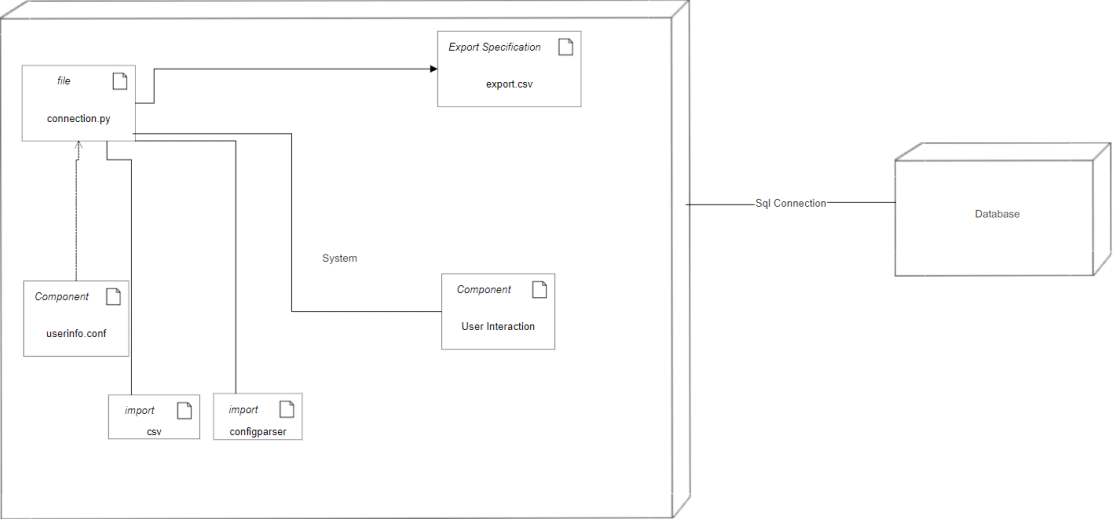 Export Specification
export.csv
file
connection.py
Sql Connection
Database
System
Component
userinfo.conf
Component
User Interaction
import
csv
import
configparser